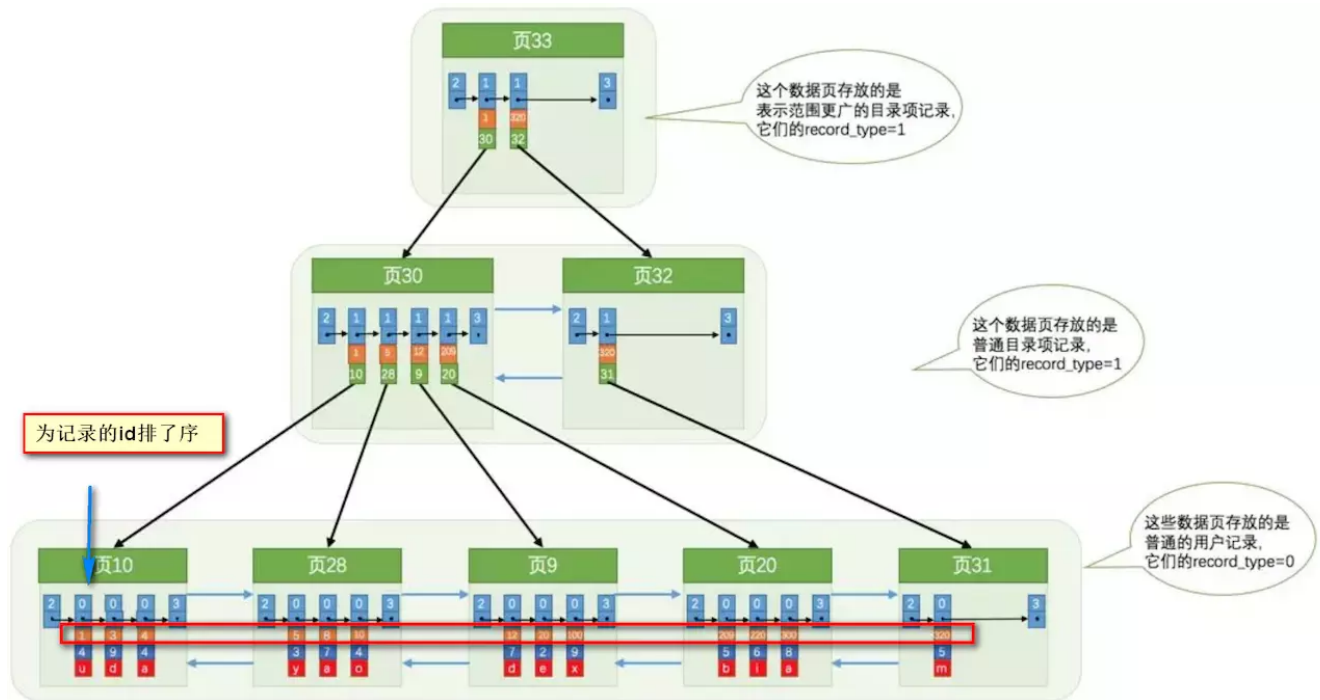 页33
2 1 1 3
1 320
30 32
这个数据页存放的是
表示范围更广的目录项记录,
它们的record_type=1
页30
页32
2 1 1 1 1 3
2 1 3
1 5 12 209
320
10 28 9 20
31
这个数据页存放的是
普通目录项记录,
它们的record_type=1
为记录的id排了序
页10
页28
页9
页20
页31
2 0 0 0 3
2 0 0 0 3
2 0 0 0 3
2 0 0 0 3
2 0 3
1 3 4
5 8 10
12 20 100
209 220 300
320
4 9 4
3 7 4
7 2 9
5 6 8
5
u d a
y a o
d e x
b i a
m
这些数据页存放的是
普通的用户记录,
它们的record_type=0